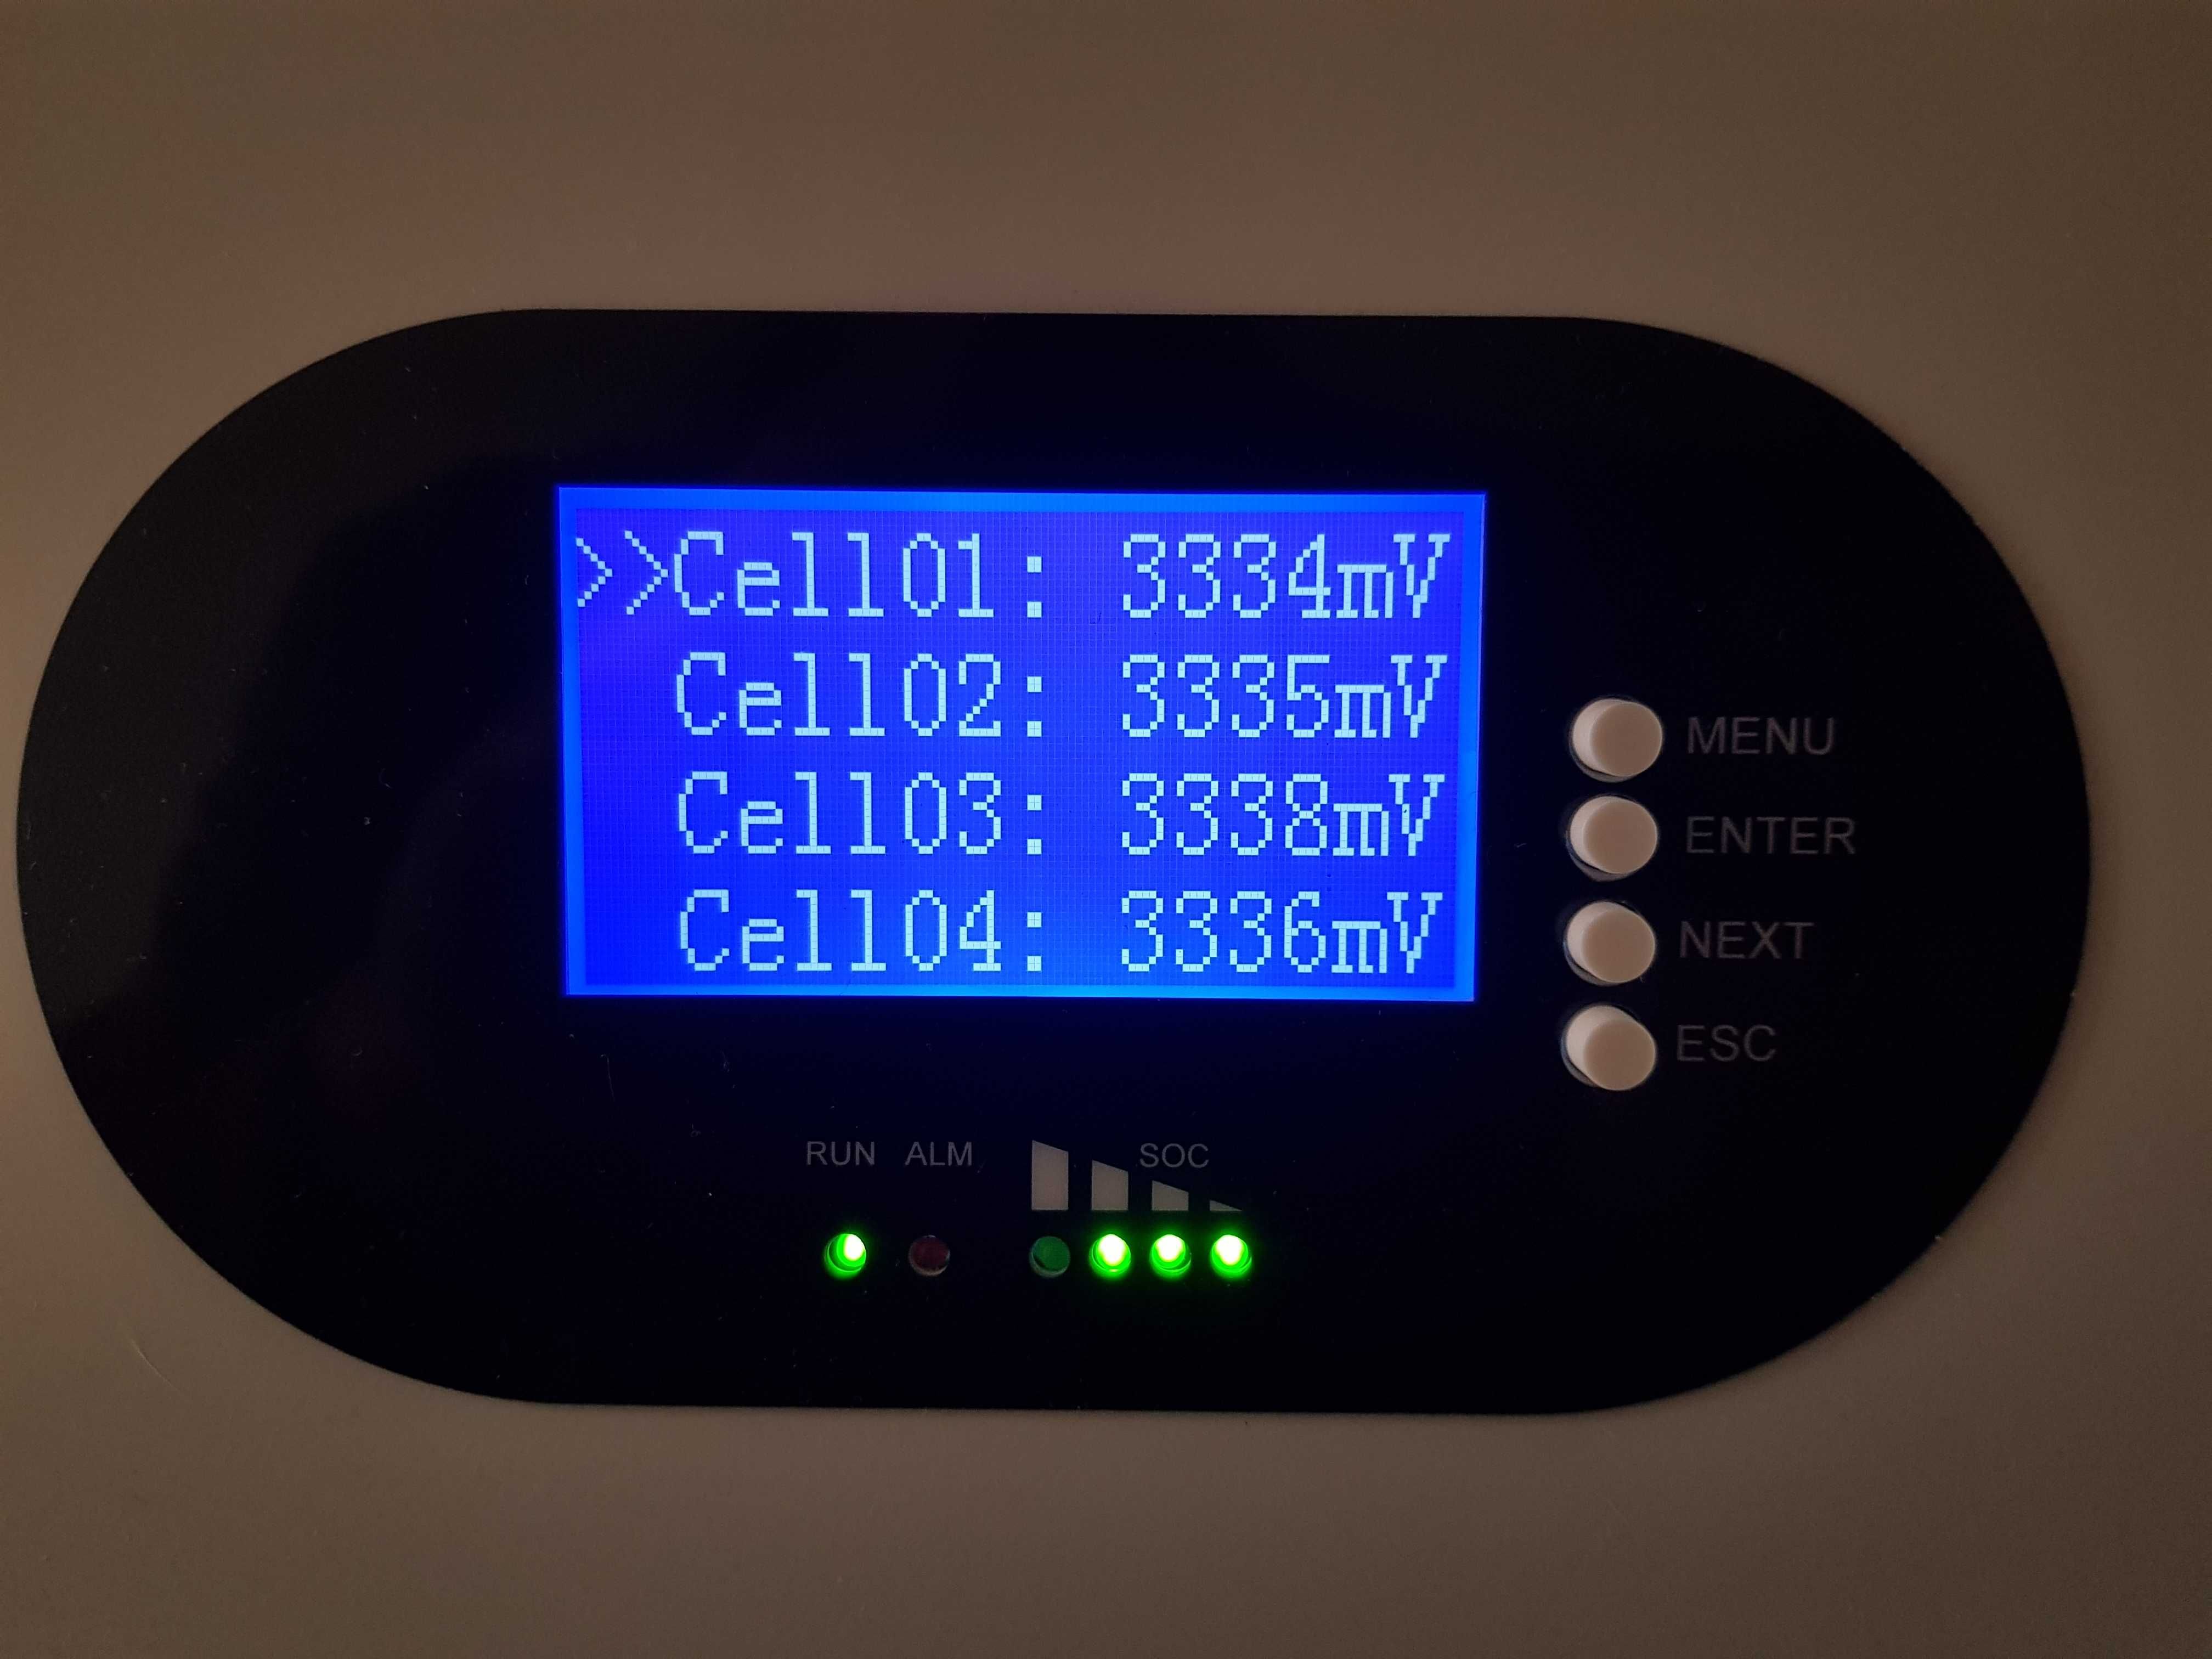 >>Cell01: 3334mV
Cell02: 3335mV
Cell03: 3338mV
Cell04: 3336mV
MENU
ENTER
NEXT
ESC
RUN ALM SOC